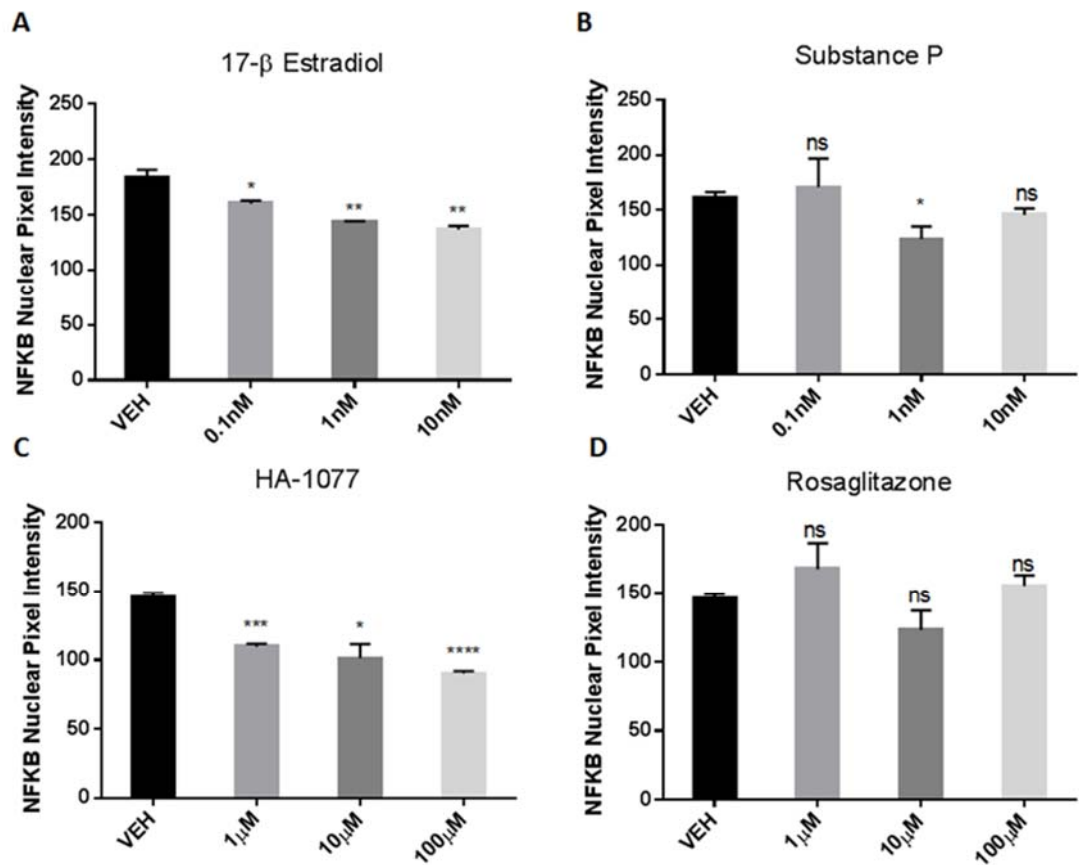 A
17-β Estradiol
NFKB Nuclear Pixel Intensity
250
200
150
100
50
0
*
**
**
VEH
0.1nM
1nM
10nM
B
Substance P
NFKB Nuclear Pixel Intensity
250
200
150
100
50
0
ns
*
ns
VEH
0.1nM
1nM
10nM
C
HA-1077
NFKB Nuclear Pixel Intensity
200
150
100
50
0
***
*
****
VEH
1μM
10μM
100μM
D
Rosaglitazone
NFKB Nuclear Pixel Intensity
200
150
100
50
0
ns
ns
ns
VEH
1μM
10μM
100μM